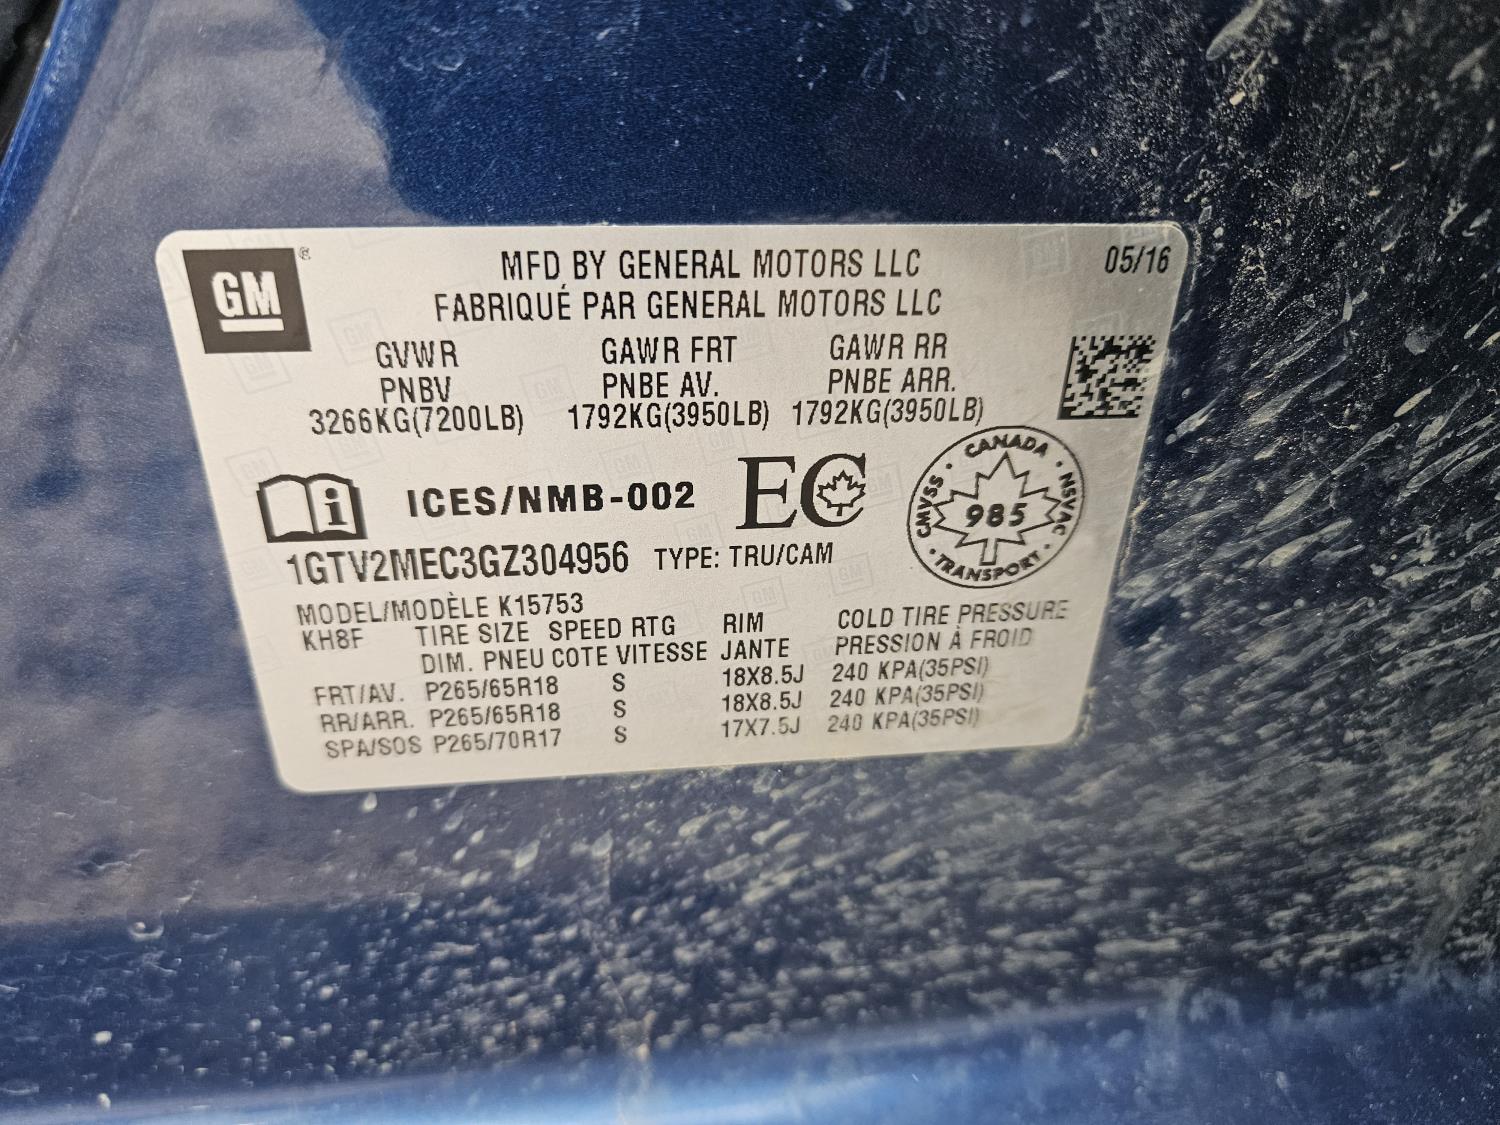 GM ®
MFD BY GENERAL MOTORS LLC
05/16
FABRIQUÉ PAR GENERAL MOTORS LLC
GVWR GAWR FRT GAWR RR
PNBV PNBE AV. PNBE ARR.
3266KG(7200LB) 1792KG(3950LB) 1792KG(3950LB)
i ICES/NMB-002 EC
CANADA · NSVAC · TRANSPORT · CMVSS ·
985
1GTV2MEC3GZ304956 TYPE: TRU/CAM
MODEL/MODÈLE K15753
KH8F TIRE SIZE SPEED RTG RIM COLD TIRE PRESSURE
DIM. PNEU COTE VITESSE JANTE PRESSION À FROID
FRT/AV. P265/65R18 S 18X8.5J 240 KPA(35PSI)
RR/ARR. P265/65R18 S 18X8.5J 240 KPA(35PSI)
SPA/SOS P265/70R17 S 17X7.5J 240 KPA(35PSI)